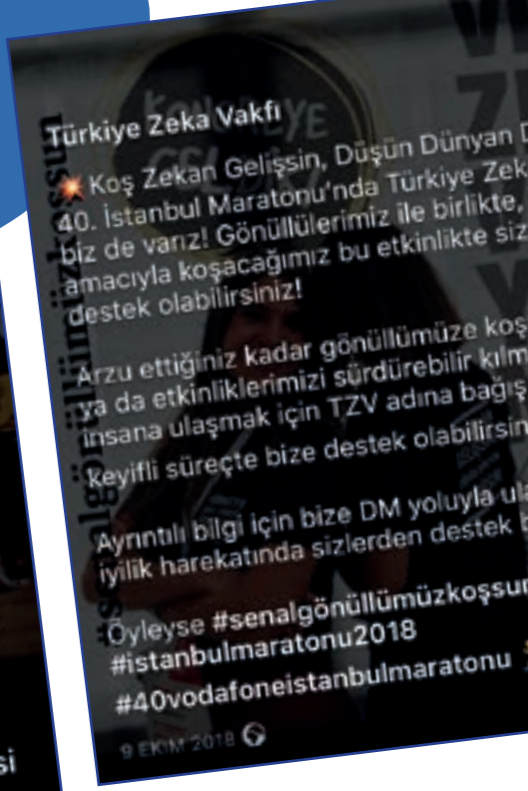 Türkiye Zeka Vakfı
Koş Zekan Gelişsin, Düşün Dünyan D
40. İstanbul Maratonu'nda Türkiye Zek
biz de varız! Gönüllülerimiz ile birlikte,
amacıyla koşacağımız bu etkinlikte siz
destek olabilirsiniz!
Arzu ettiğiniz kadar gönüllümüze koş
ya da etkinliklerimizi sürdürebilir kılm
insana ulaşmak için TZV adına bağış
keyifli süreçte bize destek olabilirsin
Ayrıntılı bilgi için bize DM yoluyla ula
iyilik harekatında sizlerden destek
Öyleyse #senalgönüllümüzkoşsun
#istanbulmaratonu2018
#40vodafoneistanbulmaratonu
9 EKİM 2018
#senalgönüllümüzkoşsun
si